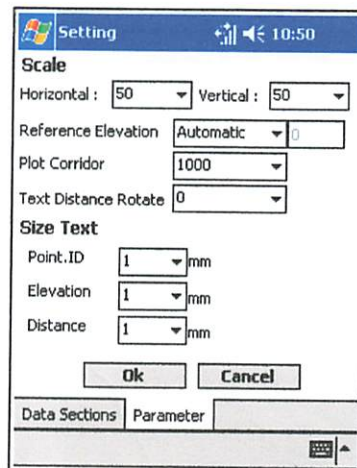 Setting 10:50
Scale
Horizontal : 50 Vertical : 50
Reference Elevation Automatic 0
Plot Corridor 1000
Text Distance Rotate 0
Size Text
Point.ID 1 mm
Elevation 1 mm
Distance 1 mm
Ok Cancel
Data Sections Parameter